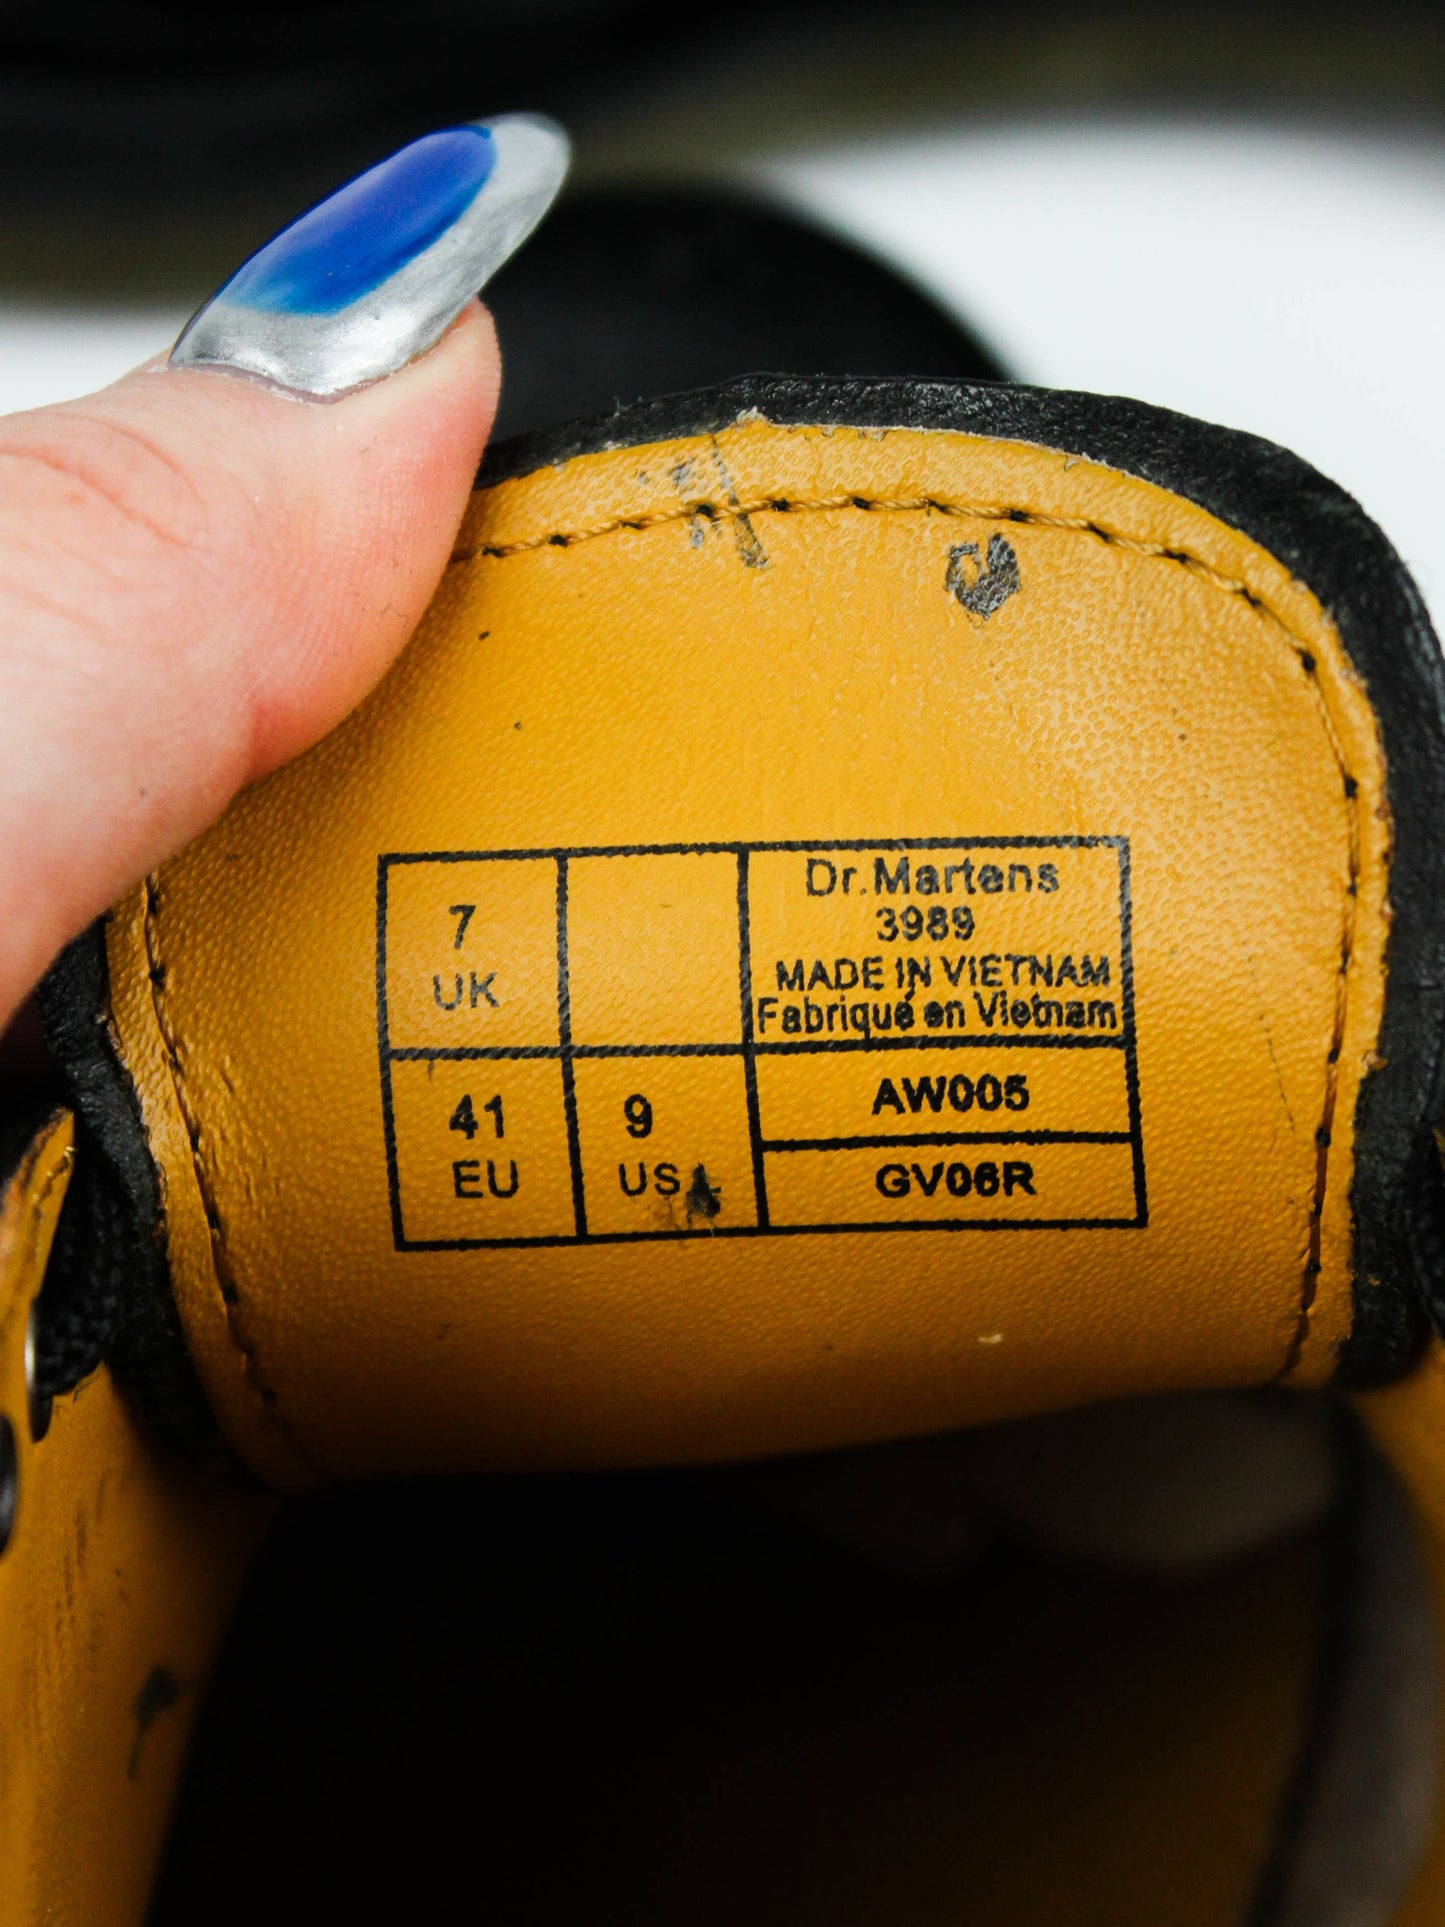 7
UK
Dr.Martens
3989
MADE IN VIETNAM
Fabriqué en Vietnam
41
EU
9
US L
AW005
GV06R